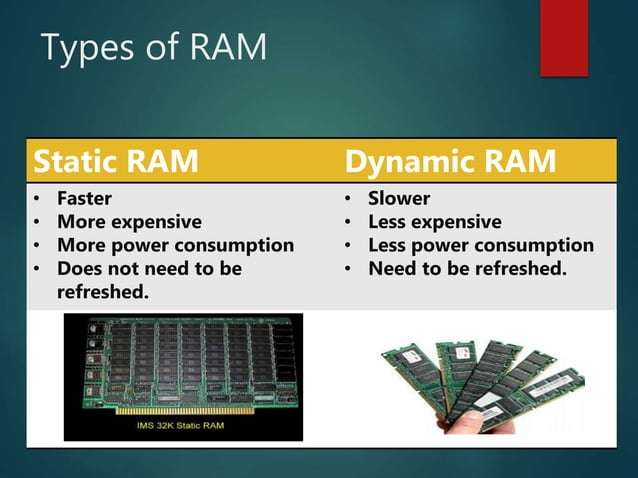 Types of RAM
Static RAM
Dynamic RAM
• Faster
• More expensive
• More power consumption
• Does not need to be
refreshed.
• Slower
• Less expensive
• Less power consumption
• Need to be refreshed.
IMS 32K Static RAM